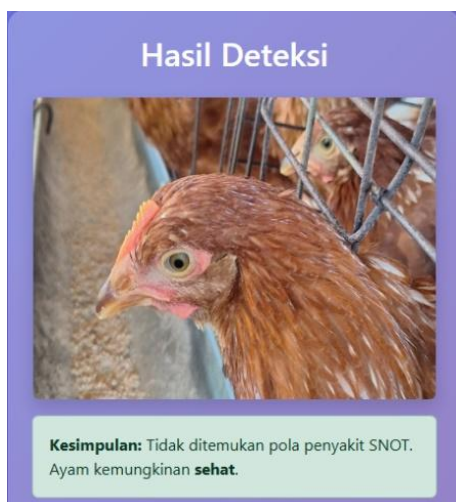 Hasil Deteksi
Kesimpulan: Tidak ditemukan pola penyakit SNOT.
Ayam kemungkinan sehat.